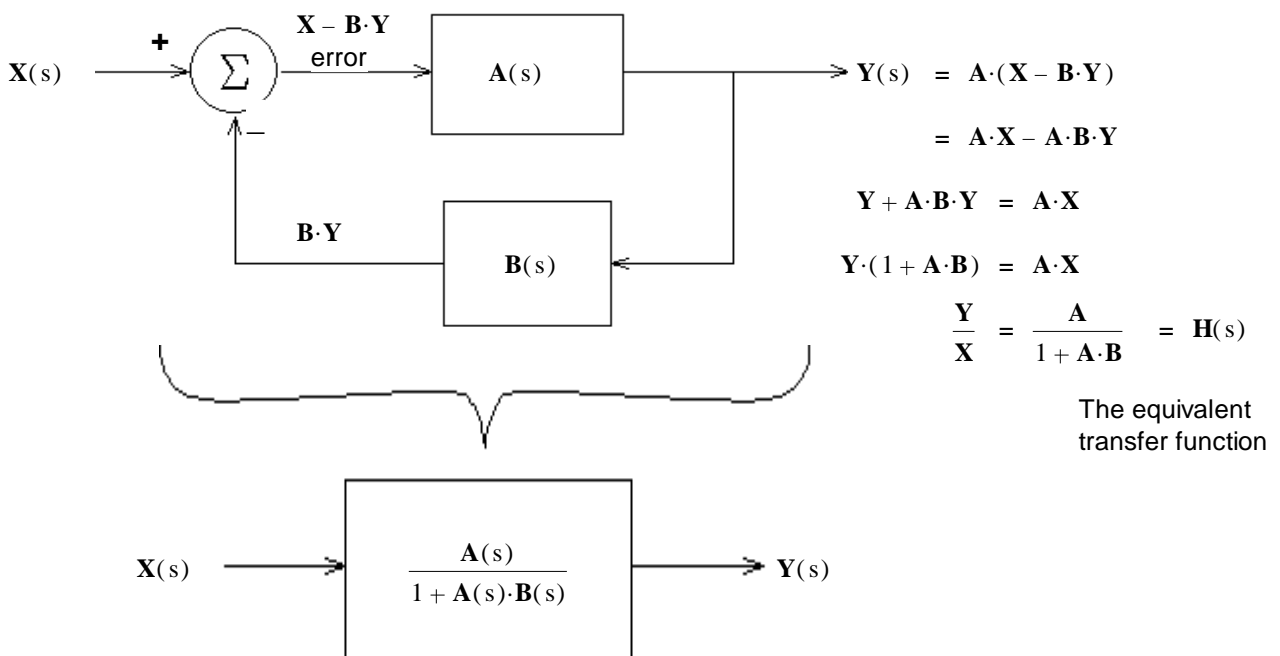 X – B·Y
+
error
X(s)
Σ
A(s)
Y(s) = A·(X – B·Y)
–
= A·X – A·B·Y
Y + A·B·Y = A·X
B·Y
B(s)
Y·(1 + A·B) = A·X
Y
X
=
A
1 + A·B
= H(s)
The equivalent
transfer function
X(s)
A(s)
1 + A(s)·B(s)
Y(s)